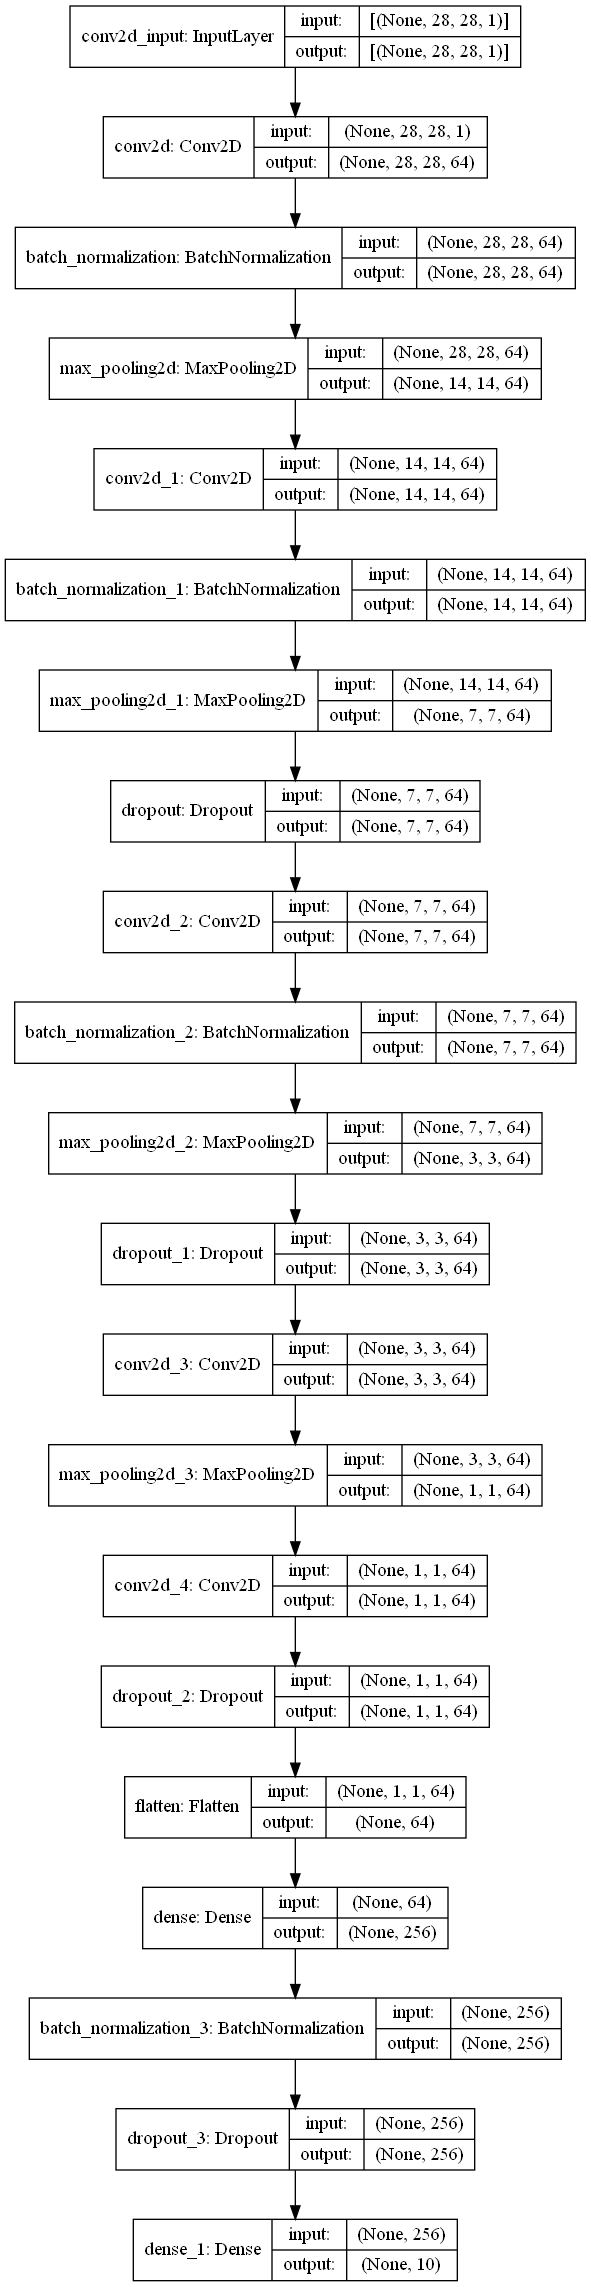 conv2d_input: InputLayer
input:
[(None, 28, 28, 1)]
output:
[(None, 28, 28, 1)]
conv2d: Conv2D
input:
(None, 28, 28, 1)
output:
(None, 28, 28, 64)
batch_normalization: BatchNormalization
input:
(None, 28, 28, 64)
output:
(None, 28, 28, 64)
max_pooling2d: MaxPooling2D
input:
(None, 28, 28, 64)
output:
(None, 14, 14, 64)
conv2d_1: Conv2D
input:
(None, 14, 14, 64)
output:
(None, 14, 14, 64)
batch_normalization_1: BatchNormalization
input:
(None, 14, 14, 64)
output:
(None, 14, 14, 64)
max_pooling2d_1: MaxPooling2D
input:
(None, 14, 14, 64)
output:
(None, 7, 7, 64)
dropout: Dropout
input:
(None, 7, 7, 64)
output:
(None, 7, 7, 64)
conv2d_2: Conv2D
input:
(None, 7, 7, 64)
output:
(None, 7, 7, 64)
batch_normalization_2: BatchNormalization
input:
(None, 7, 7, 64)
output:
(None, 7, 7, 64)
max_pooling2d_2: MaxPooling2D
input:
(None, 7, 7, 64)
output:
(None, 3, 3, 64)
dropout_1: Dropout
input:
(None, 3, 3, 64)
output:
(None, 3, 3, 64)
conv2d_3: Conv2D
input:
(None, 3, 3, 64)
output:
(None, 3, 3, 64)
max_pooling2d_3: MaxPooling2D
input:
(None, 3, 3, 64)
output:
(None, 1, 1, 64)
conv2d_4: Conv2D
input:
(None, 1, 1, 64)
output:
(None, 1, 1, 64)
dropout_2: Dropout
input:
(None, 1, 1, 64)
output:
(None, 1, 1, 64)
flatten: Flatten
input:
(None, 1, 1, 64)
output:
(None, 64)
dense: Dense
input:
(None, 64)
output:
(None, 256)
batch_normalization_3: BatchNormalization
input:
(None, 256)
output:
(None, 256)
dropout_3: Dropout
input:
(None, 256)
output:
(None, 256)
dense_1: Dense
input:
(None, 256)
output:
(None, 10)